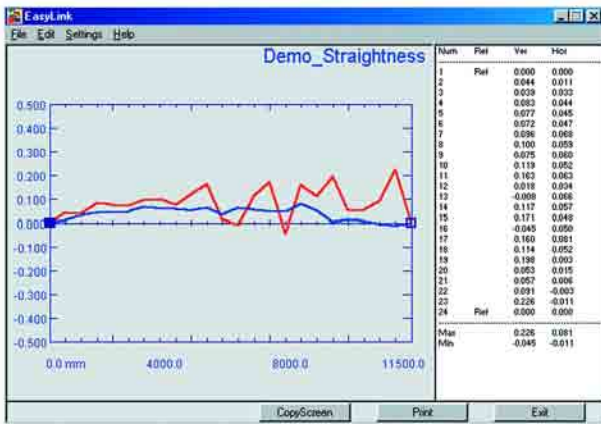 EasyLink
File Edit Settings Help
Demo_Straightness
0.500
0.400
0.300
0.200
0.100
0.000
-0.100
-0.200
-0.300
-0.400
-0.500
0.0 mm 4000.0 8000.0 11500.0
Num Ref Ver Hor
1 Ref 0.000 0.000
2 0.044 0.011
3 0.039 0.033
4 0.083 0.044
5 0.077 0.045
6 0.072 0.047
7 0.096 0.068
8 0.100 0.059
9 0.075 0.060
10 0.119 0.052
11 0.163 0.063
12 0.018 0.034
13 -0.008 0.066
14 0.117 0.057
15 0.171 0.048
16 -0.045 0.050
17 0.160 0.081
18 0.114 0.052
19 0.198 0.003
20 0.053 0.015
21 0.057 0.006
22 0.091 -0.003
23 0.226 -0.011
24 Ref 0.000 0.000
Max 0.226 0.081
Min -0.045 -0.011
CopyScreen Print Exit